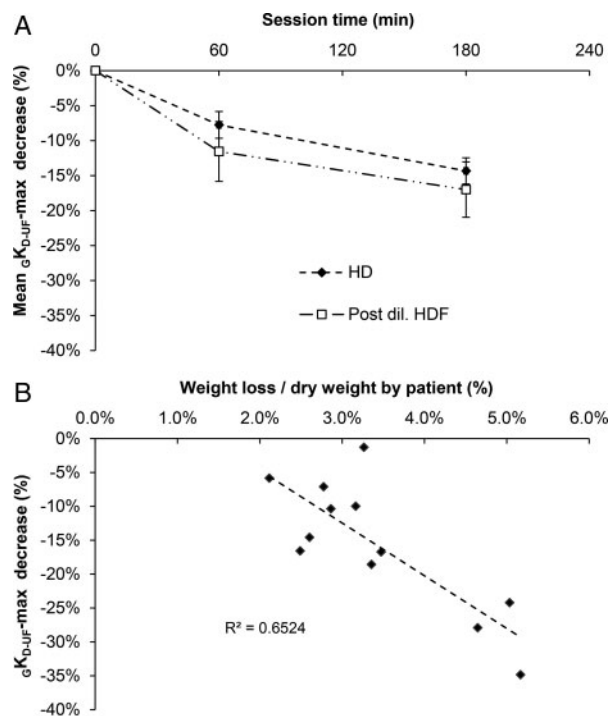 A
Session time (min)
0 60 120 180 240
0%
-5%
-10%
-15%
-20%
-25%
-30%
-35%
-40%
Mean GKD-UF-max decrease (%)
HD
Post dil. HDF
B
Weight loss / dry weight by patient (%)
0.0% 1.0% 2.0% 3.0% 4.0% 5.0% 6.0%
0%
-5%
-10%
-15%
-20%
-25%
-30%
-35%
-40%
GKD-UF-max decrease (%)
R² = 0.6524